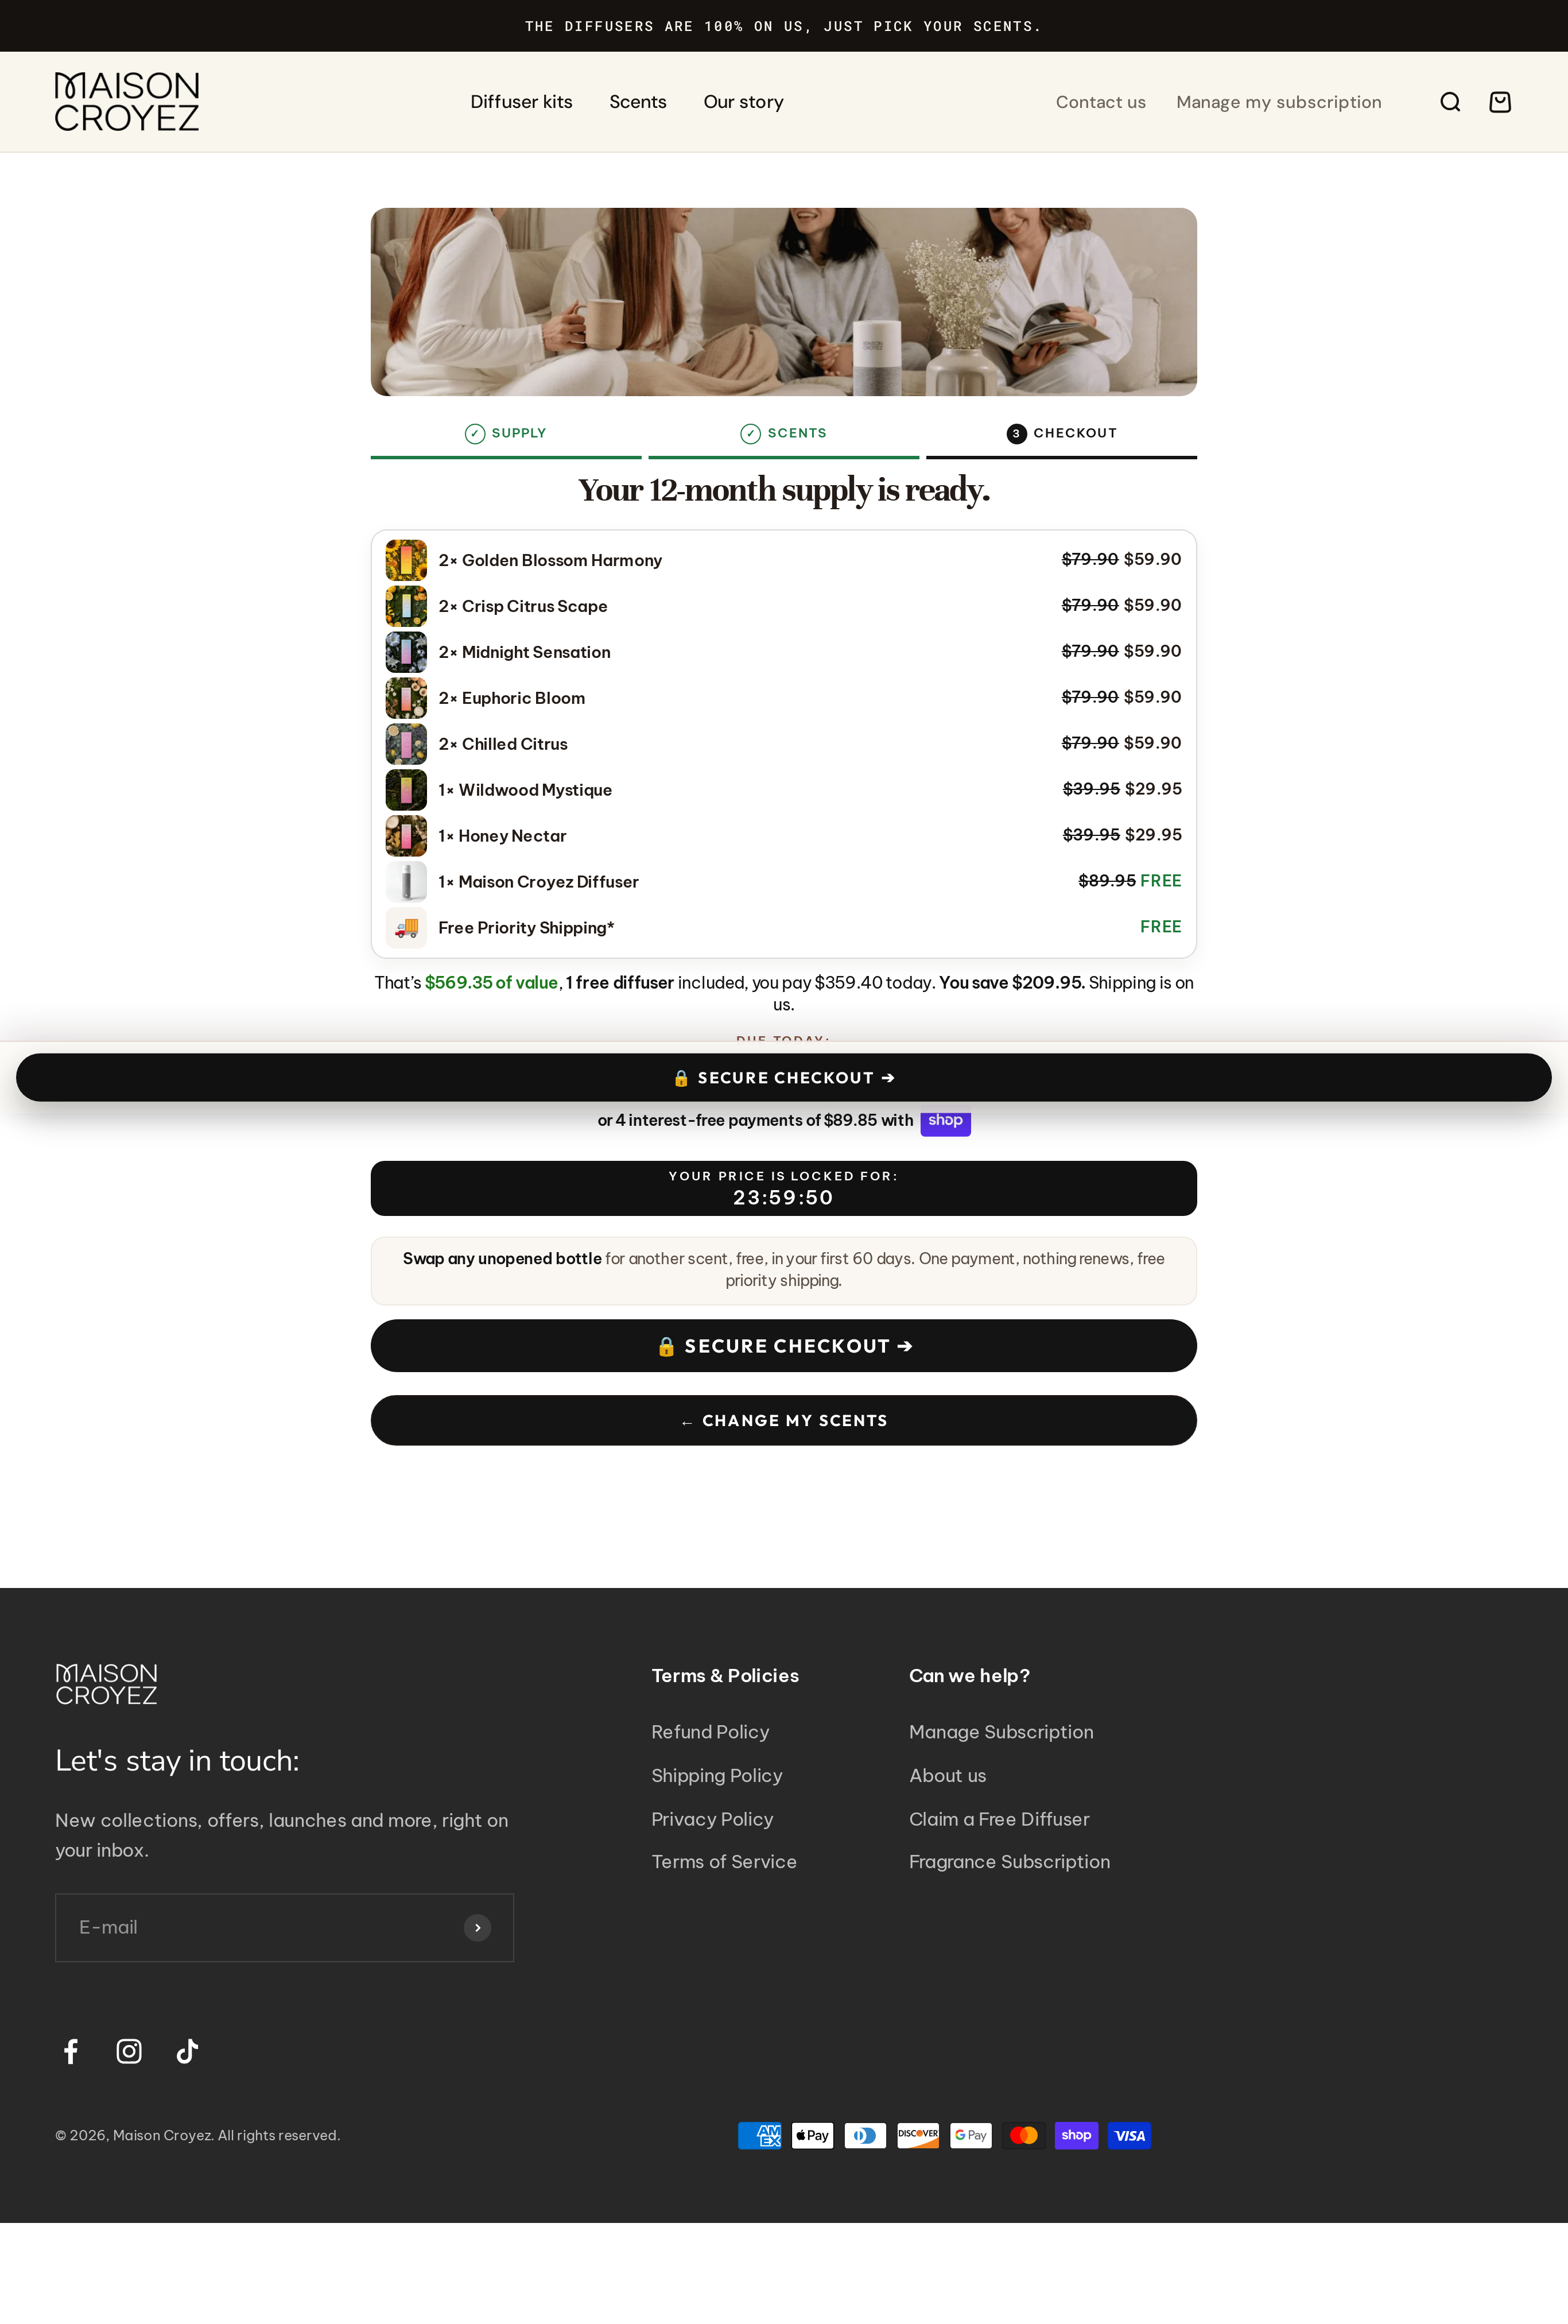 THE DIFFUSERS ARE 100% ON US, JUST PICK YOUR SCENTS.
MAISON
CROYEZ
Diffuser kits
Scents
Our story
Contact us
Manage my subscription
MAISON
CROYEZ
✓ SUPPLY
✓ SCENTS
3 CHECKOUT
Your 12-month supply is ready.
2× Golden Blossom Harmony $79.90 $59.90
2× Crisp Citrus Scape $79.90 $59.90
2× Midnight Sensation $79.90 $59.90
2× Euphoric Bloom $79.90 $59.90
2× Chilled Citrus $79.90 $59.90
1× Wildwood Mystique $39.95 $29.95
1× Honey Nectar $39.95 $29.95
1× Maison Croyez Diffuser $89.95 FREE
Free Priority Shipping* FREE
That’s $569.35 of value, 1 free diffuser included, you pay $359.40 today. You save $209.95. Shipping is on
us.
DUE TODAY:
🔒 SECURE CHECKOUT ➔
or 4 interest-free payments of $89.85 with shop
YOUR PRICE IS LOCKED FOR:
23:59:50
Swap any unopened bottle for another scent, free, in your first 60 days. One payment, nothing renews, free
priority shipping.
🔒 SECURE CHECKOUT ➔
← CHANGE MY SCENTS
MAISON
CROYEZ
Let's stay in touch:
New collections, offers, launches and more, right on
your inbox.
E-mail
Terms & Policies
Refund Policy
Shipping Policy
Privacy Policy
Terms of Service
Can we help?
Manage Subscription
About us
Claim a Free Diffuser
Fragrance Subscription
© 2026, Maison Croyez. All rights reserved.
AMEX
Pay
DISCOVER
G Pay
shop
VISA